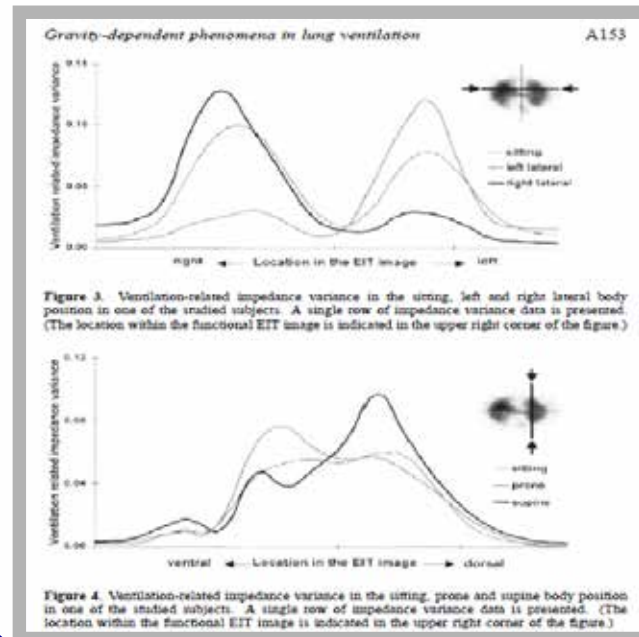 Gravity-dependent phenomena in lung ventilation A153
0.15
0.10
0.05
0.00
Ventilation related impedance variance
sitting
left lateral
right lateral
right Location in the EIT image left
Figure 3. Ventilation-related impedance variance in the sitting, left and right lateral body
position in one of the studied subjects. A single row of impedance variance data is presented.
(The location within the functional EIT image is indicated in the upper right corner of the figure.)
0.12
0.08
0.04
0.00
Ventilation related impedance variance
sitting
prone
supine
ventral Location in the EIT image dorsal
Figure 4. Ventilation-related impedance variance in the sitting, prone and supine body position
in one of the studied subjects. A single row of impedance variance data is presented. (The
location within the functional EIT image is indicated in the upper right corner of the figure.)